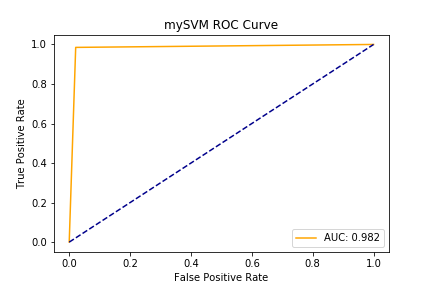 mySVM ROC Curve
True Positive Rate
1.0
0.8
0.6
0.4
0.2
0.0
AUC: 0.982
0.0 0.2 0.4 0.6 0.8 1.0
False Positive Rate